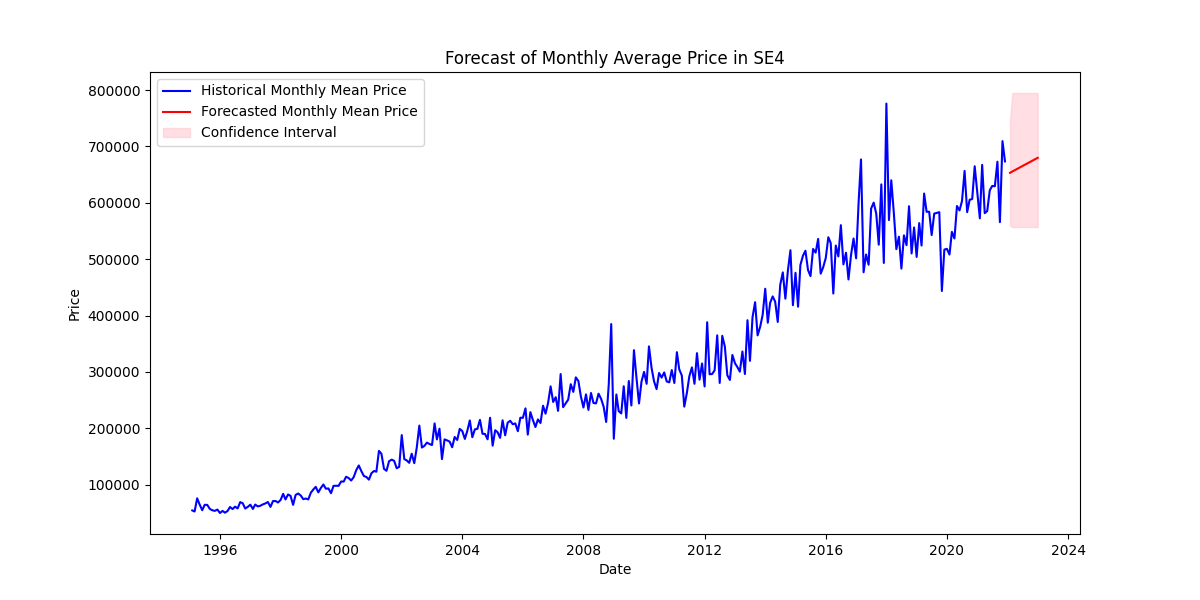 Forecast of Monthly Average Price in SE4
Historical Monthly Mean Price
Forecasted Monthly Mean Price
Confidence Interval
800000
700000
600000
500000
400000
300000
200000
100000
Price
1996
2000
2004
2008
2012
2016
2020
2024
Date